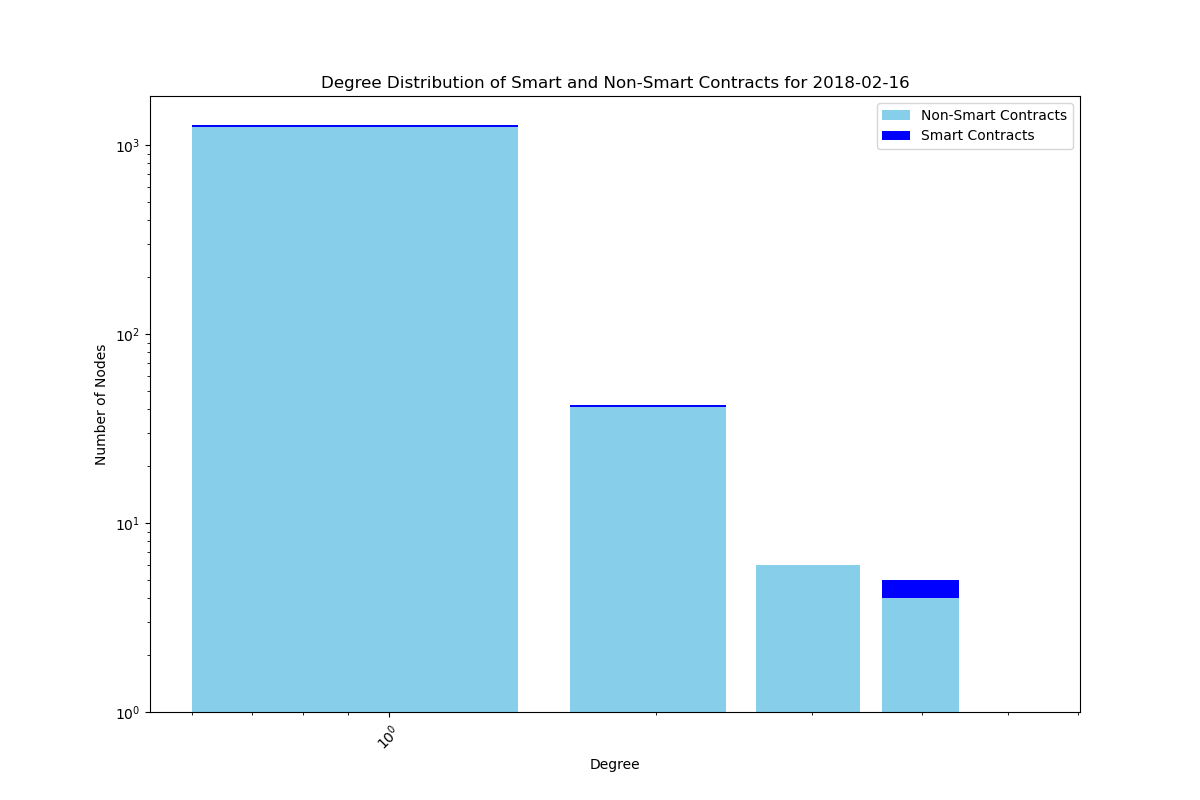 Degree Distribution of Smart and Non-Smart Contracts for 2018-02-16
Non-Smart Contracts
Smart Contracts
10³
10²
10¹
10⁰
Number of Nodes
10⁰
Degree